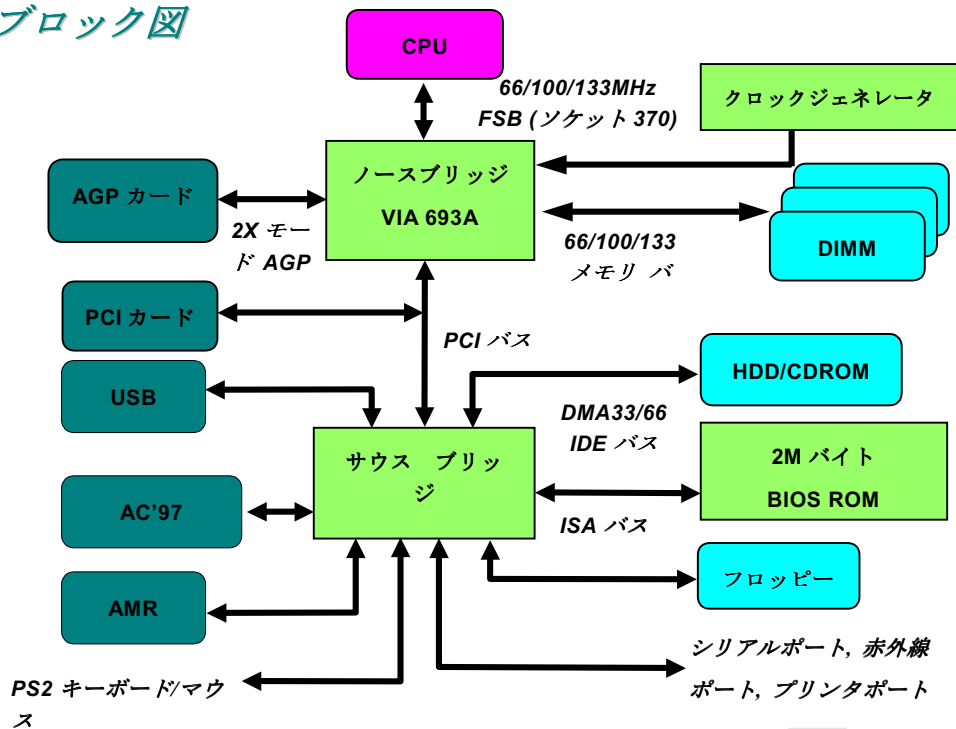 ブロック図
CPU
66/100/133MHz
FSB (ソケット 370)
クロックジェネレータ
AGP カード
ノースブリッジ
VIA 693A
2X モー
ド AGP
66/100/133
メモリ バ
DIMM
PCI カード
PCI バス
USB
HDD/CDROM
DMA33/66
IDE バス
サウス　ブリッ
ジ
2M バイト
BIOS ROM
AC’97
ISA バス
AMR
フロッピー
シリアルポート, 赤外線
ポート, プリンタポート
PS2 キーボード/マウ
ス